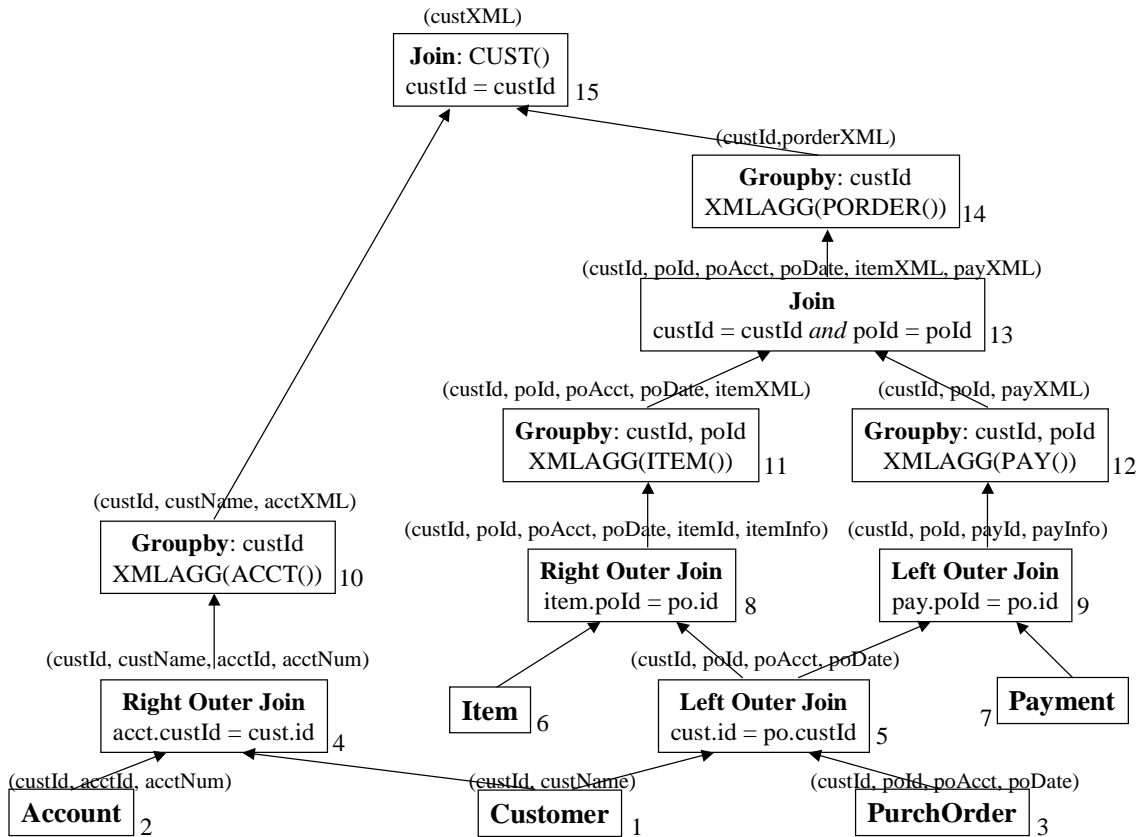 (custXML)
Join: CUST()
custId = custId
15
(custId,porderXML)
Groupby: custId
XMLAGG(PORDER())
14
(custId, poId, poAcct, poDate, itemXML, payXML)
Join
custId = custId and poId = poId
13
(custId, poId, poAcct, poDate, itemXML)
(custId, poId, payXML)
Groupby: custId, poId
XMLAGG(ITEM())
11
Groupby: custId, poId
XMLAGG(PAY())
12
(custId, custName, acctXML)
Groupby: custId
XMLAGG(ACCT())
10
(custId, poId, poAcct, poDate, itemId, itemInfo)
(custId, poId, payId, payInfo)
Right Outer Join
item.poId = po.id
8
Left Outer Join
pay.poId = po.id
9
(custId, custName, acctId, acctNum)
(custId, poId, poAcct, poDate)
Right Outer Join
acct.custId = cust.id
4
Item
6
Left Outer Join
cust.id = po.custId
5
Payment
7
(custId, acctId, acctNum)
(custId, custName)
(custId, poId, poAcct, poDate)
Account
2
Customer
1
PurchOrder
3